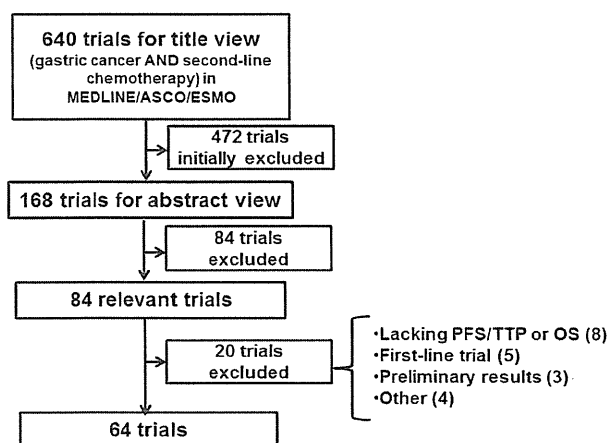 640 trials for title view
(gastric cancer AND second-line
chemotherapy) in
MEDLINE/ASCO/ESMO
472 trials
initially excluded
168 trials for abstract view
84 trials
excluded
84 relevant trials
20 trials
excluded
•Lacking PFS/TTP or OS (8)
•First-line trial (5)
•Preliminary results (3)
•Other (4)
64 trials